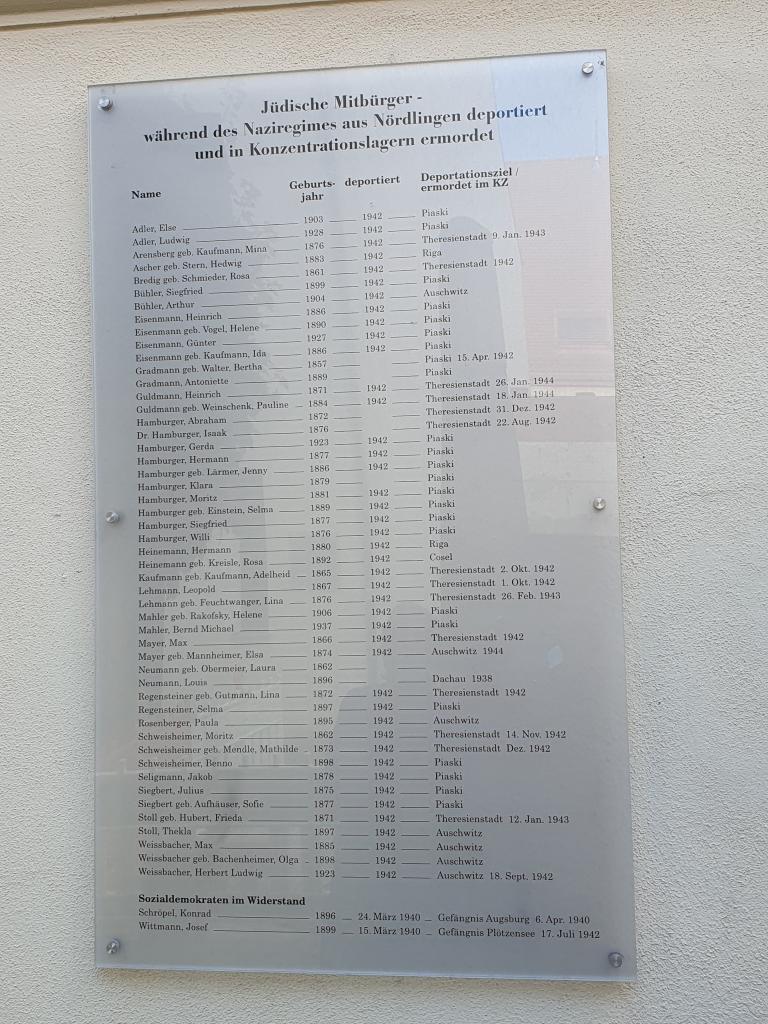 Jüdische Mitbürger -
während des Naziregimes aus Nördlingen deportiert
und in Konzentrationslagern ermordet
Name Geburts- jahr deportiert Deportationsziel / ermordet im KZ
Adler, Else 1903 1942 Piaski
Adler, Ludwig 1928 1942 Piaski
Arensberg geb. Kaufmann, Mina 1876 1942 Theresienstadt 9. Jan. 1943
Ascher geb. Stern, Hedwig 1883 1942 Riga
Bredig geb. Schmieder, Rosa 1861 1942 Theresienstadt 1942
Bühler, Siegfried 1899 1942 Piaski
Bühler, Arthur 1904 1942 Auschwitz
Eisenmann, Heinrich 1886 1942 Piaski
Eisenmann geb. Vogel, Helene 1890 1942 Piaski
Eisenmann, Günter 1927 1942 Piaski
Eisenmann geb. Kaufmann, Ida 1886 1942 Piaski
Gradmann geb. Walter, Bertha 1857 Piaski 15. Apr. 1942
Gradmann, Antoniette 1889 Piaski
Guldmann, Heinrich 1871 1942 Theresienstadt 26. Jan. 1944
Guldmann geb. Weinschenk, Pauline 1884 1942 Theresienstadt 18. Jan. 1944
Hamburger, Abraham 1872 Theresienstadt 31. Dez. 1942
Dr. Hamburger, Isaak 1876 Theresienstadt 22. Aug. 1942
Hamburger, Gerda 1923 1942 Piaski
Hamburger, Hermann 1877 1942 Piaski
Hamburger geb. Lärmer, Jenny 1886 1942 Piaski
Hamburger, Klara 1879 Piaski
Hamburger, Moritz 1881 1942 Piaski
Hamburger geb. Einstein, Selma 1889 1942 Piaski
Hamburger, Siegfried 1877 1942 Piaski
Hamburger, Willi 1876 1942 Piaski
Heinemann, Hermann 1880 1942 Riga
Heinemann geb. Kreisle, Rosa 1892 1942 Cosel
Kaufmann geb. Kaufmann, Adelheid 1865 1942 Theresienstadt 2. Okt. 1942
Lehmann, Leopold 1867 1942 Theresienstadt 1. Okt. 1942
Lehmann geb. Feuchtwanger, Lina 1876 1942 Theresienstadt 26. Feb. 1943
Mahler geb. Rakofsky, Helene 1906 1942 Piaski
Mahler, Bernd Michael 1937 1942 Piaski
Mayer, Max 1866 1942 Theresienstadt 1942
Mayer geb. Mannheimer, Elsa 1874 1942 Auschwitz 1944
Neumann geb. Obermeier, Laura 1862
Neumann, Louis 1896 Dachau 1938
Regensteiner geb. Gutmann, Lina 1872 1942 Theresienstadt 1942
Regensteiner, Selma 1897 1942 Piaski
Rosenberger, Paula 1895 1942 Auschwitz
Schweisheimer, Moritz 1862 1942 Theresienstadt 14. Nov. 1942
Schweisheimer geb. Mendle, Mathilde 1873 1942 Theresienstadt Dez. 1942
Schweisheimer, Benno 1898 1942 Piaski
Seligmann, Jakob 1878 1942 Piaski
Siegbert, Julius 1875 1942 Piaski
Siegbert geb. Aufhäuser, Sofie 1877 1942 Piaski
Stoll geb. Hubert, Frieda 1871 1942 Theresienstadt 12. Jan. 1943
Stoll, Thekla 1897 1942 Auschwitz
Weissbacher, Max 1885 1942 Auschwitz
Weissbacher geb. Bachenheimer, Olga 1898 1942 Auschwitz
Weissbacher, Herbert Ludwig 1923 1942 Auschwitz 18. Sept. 1942
Sozialdemokraten im Widerstand
Schröpel, Konrad 1896 24. März 1940 Gefängnis Augsburg 6. Apr. 1940
Wittmann, Josef 1899 15. März 1940 Gefängnis Plötzensee 17. Juli 1942